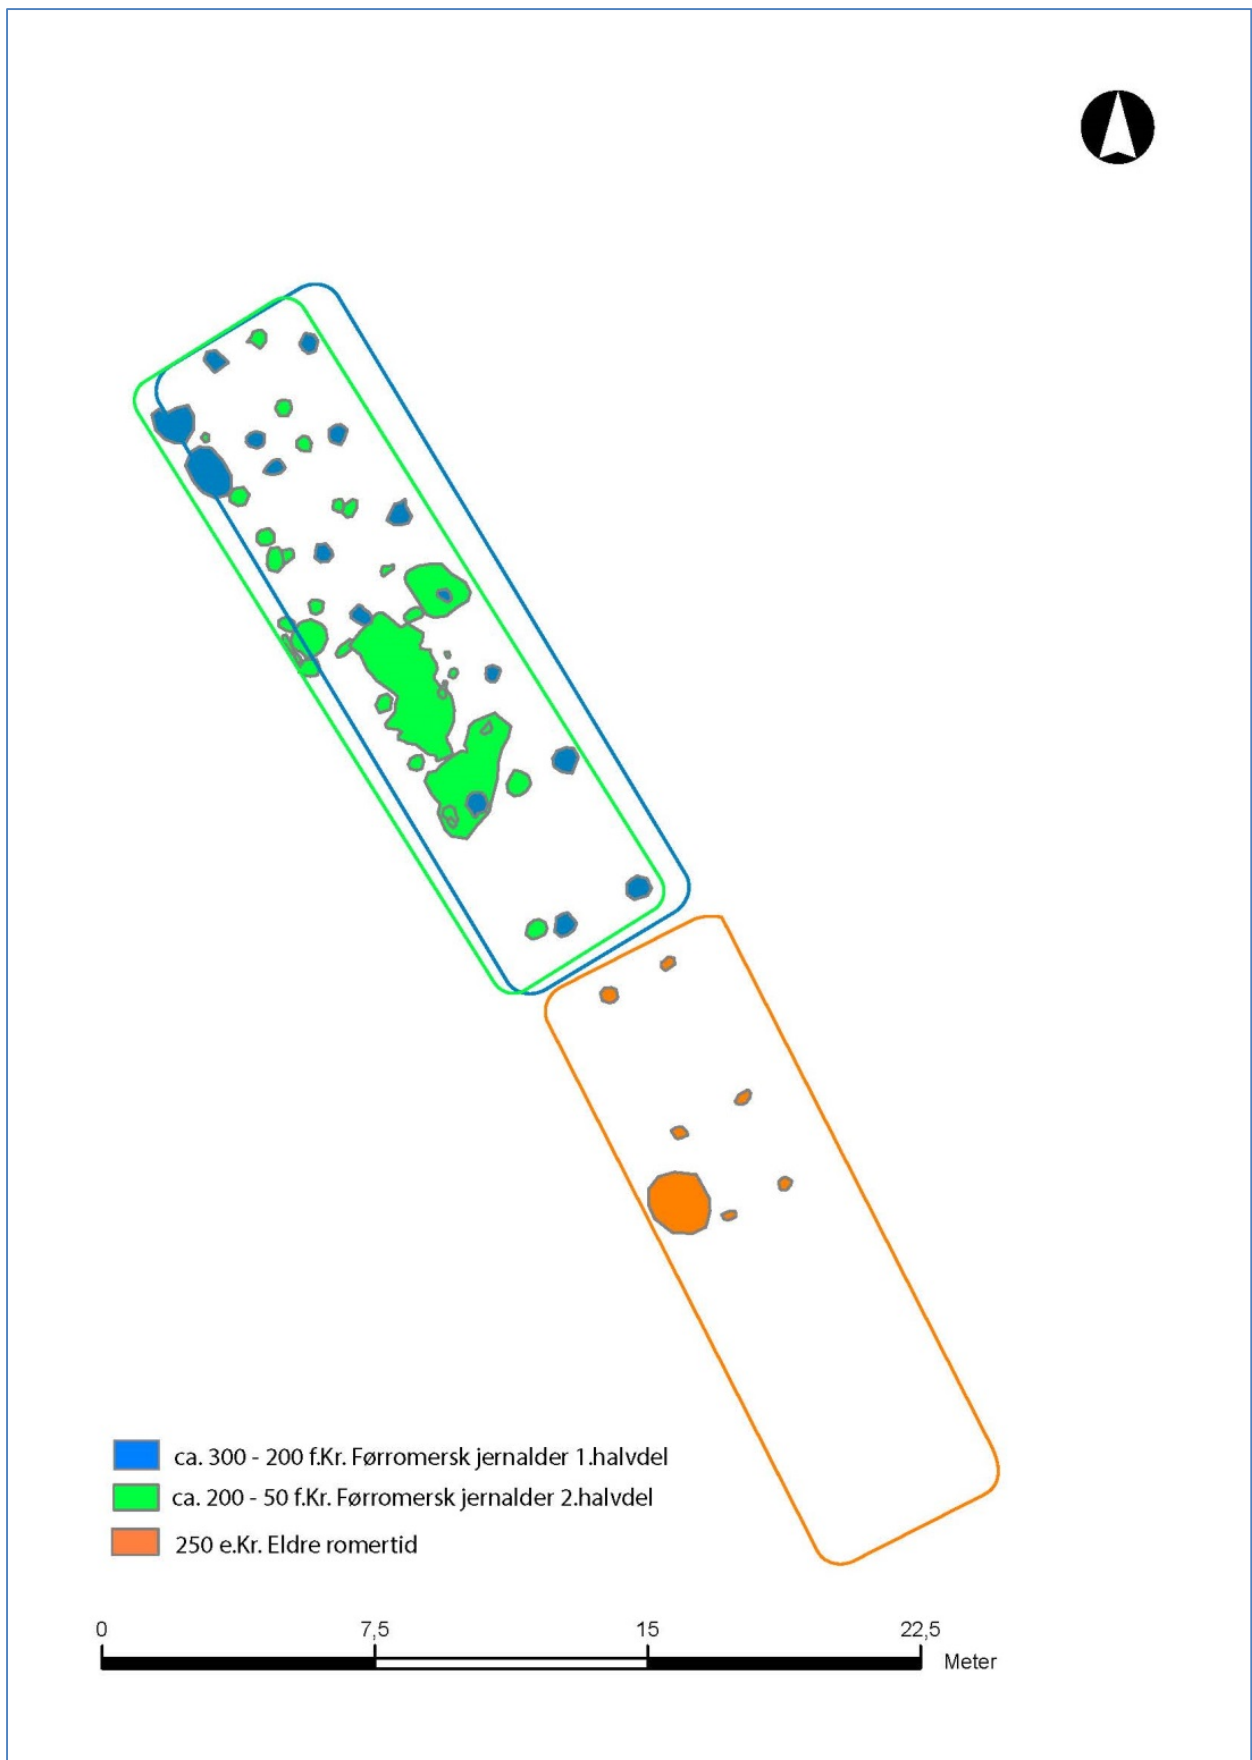 ca. 300 - 200 f.Kr. Førromersk jernalder 1.halvdel
ca. 200 - 50 f.Kr. Førromersk jernalder 2.halvdel
250 e.Kr. Eldre romertid
0 7,5 15 22,5
Meter